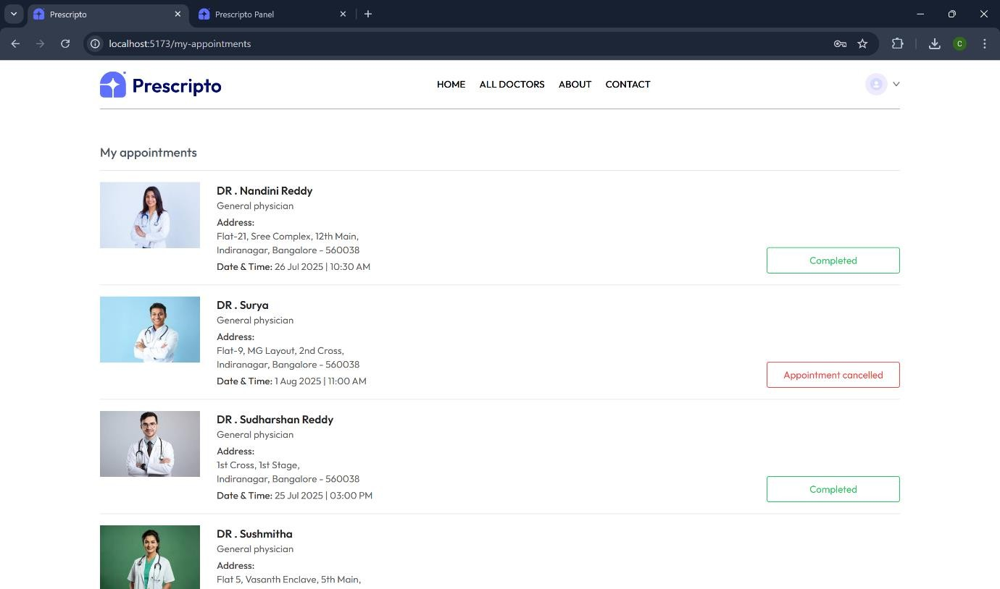 Prescripto
Prescripto Panel
localhost:5173/my-appointments
C
Prescripto
HOME
ALL DOCTORS
ABOUT
CONTACT
My appointments
DR . Nandini Reddy
General physician
Address:
Flat-21, Sree Complex, 12th Main,
Indiranagar, Bangalore - 560038
Date & Time: 26 Jul 2025 | 10:30 AM
Completed
DR . Surya
General physician
Address:
Flat-9, MG Layout, 2nd Cross,
Indiranagar, Bangalore - 560038
Date & Time: 1 Aug 2025 | 11:00 AM
Appointment cancelled
DR . Sudharshan Reddy
General physician
Address:
1st Cross, 1st Stage,
Indiranagar, Bangalore - 560038
Date & Time: 25 Jul 2025 | 03:00 PM
Completed
DR . Sushmitha
General physician
Address:
Flat 5, Vasanth Enclave, 5th Main,